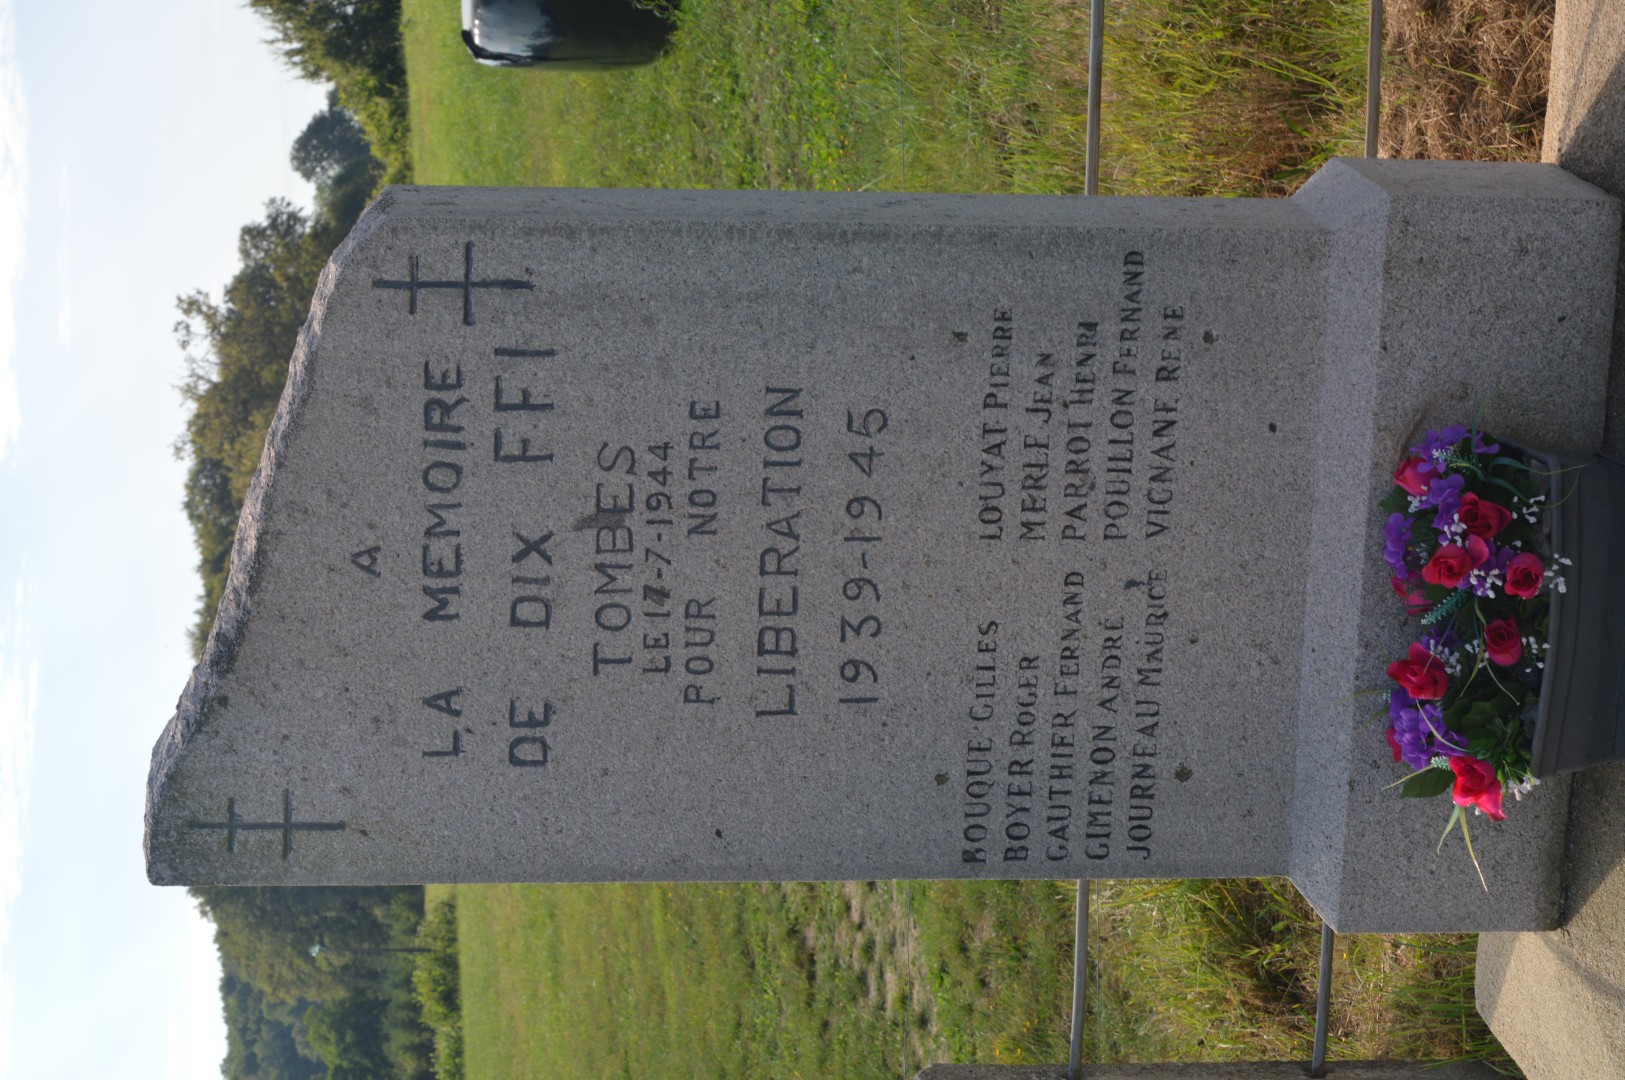 A
LA MEMOIRE
DE DIX FFI
TOMBES
LE 17-7-1944
POUR NOTRE
LIBERATION
1939-1945
BOUQUE GILLES LOUYAT PIERRE
BOYER ROGER MERLE JEAN
GAUTHIER FERNAND PARROT HENRI
GIMENON ANDRÉ POUILLON FERNAND
JOURNEAU MAURICE VIGNANE RENE